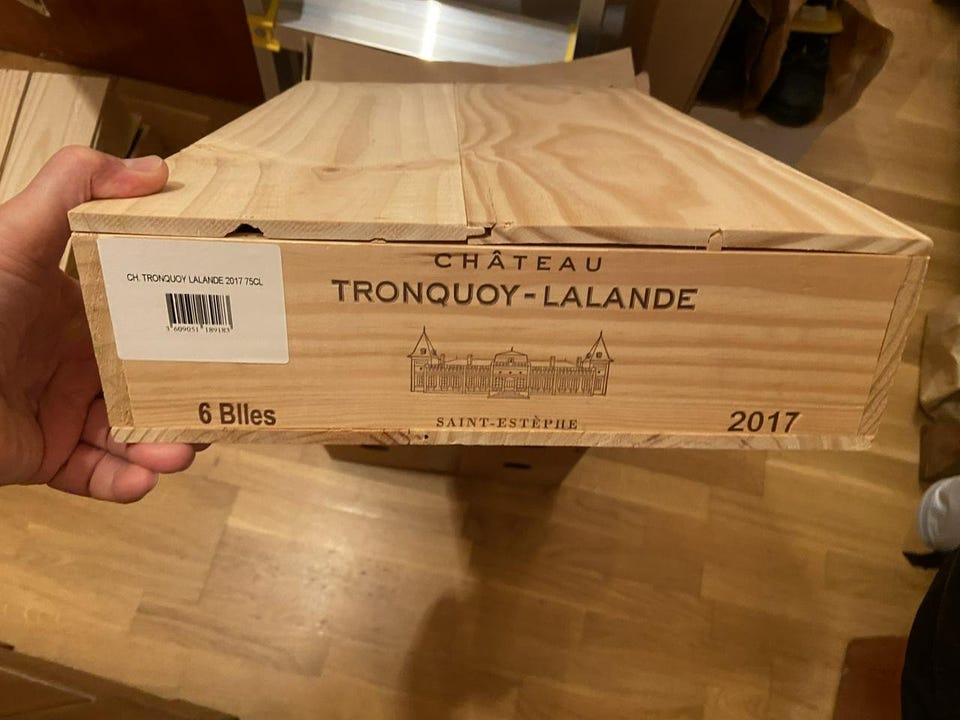 CH. TRONQUOY LALANDE 2017 75CL
3 609051 189183
CHÂTEAU
TRONQUOY-LALANDE
6 Blles
SAINT-ESTÈPHE
2017